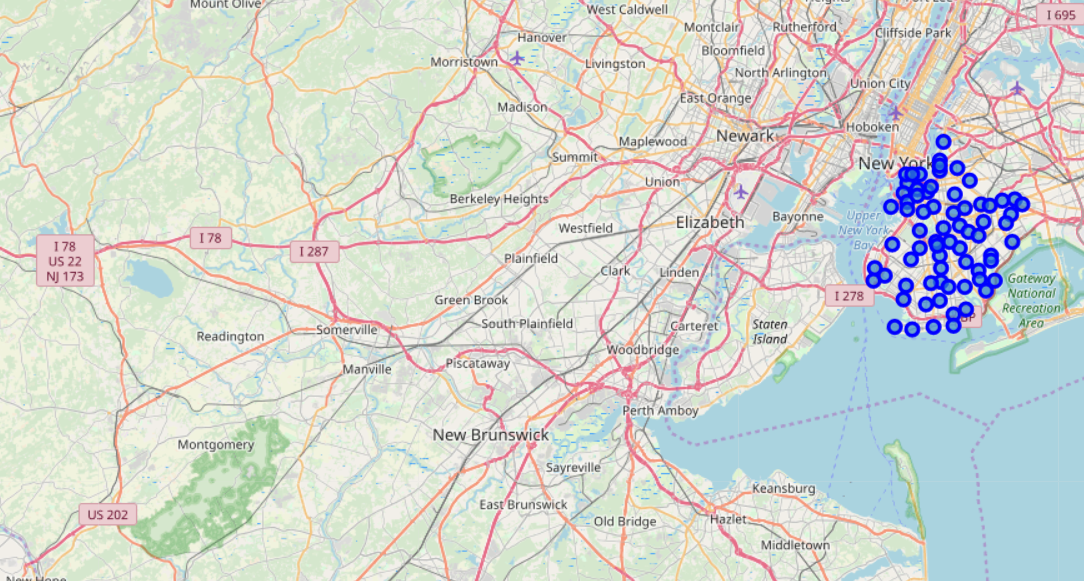 Mount Olive
West Caldwell
Montclair
Rutherford
I 695
Hanover
Cliffside Park
Bloomfield
Morristown
Livingston
North Arlington
Union City
East Orange
Madison
Hoboken
Newark
Maplewood
Summit
New York
Union
Berkeley Heights
Elizabeth
Bayonne
Upper
New York
Bay
Westfield
I 78
I 78
US 22
NJ 173
I 287
Plainfield
Clark
Linden
Gateway
National
Recreation
Area
Green Brook
I 278
South Plainfield
Carteret
Staten
Island
Somerville
Readington
Woodbridge
Manville
Piscataway
Perth Amboy
New Brunswick
Montgomery
Sayreville
Keansburg
East Brunswick
US 202
Old Bridge
Hazlet
Middletown
New Hope